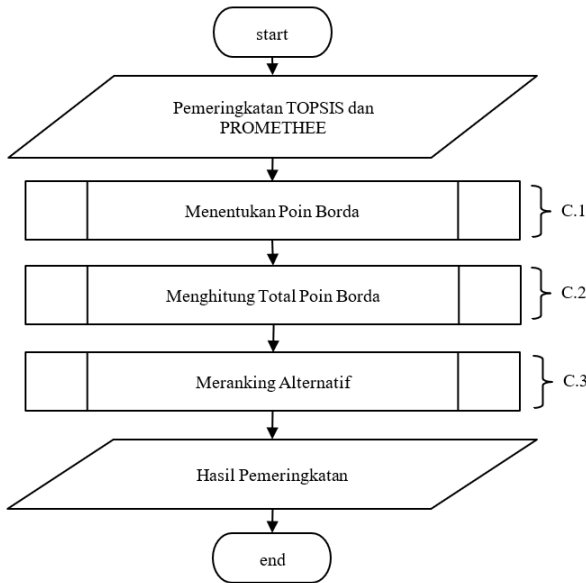 start
Pemeringkatan TOPSIS dan
PROMETHEE
Menentukan Poin Borda
C.1
Menghitung Total Poin Borda
C.2
Meranking Alternatif
C.3
Hasil Pemeringkatan
end